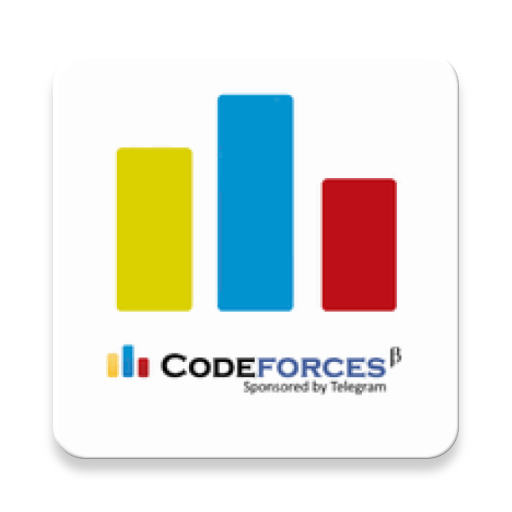 CODEFORCES β
Sponsored by Telegram